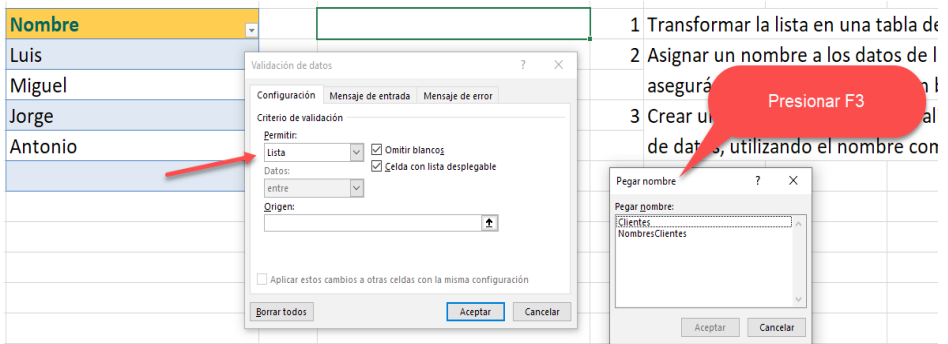 Nombre
Luis
Miguel
Jorge
Antonio
1 Transformar la lista en una tabla de
2 Asignar un nombre a los datos de l
asegurá
3 Crear u
de datos, utilizando el nombre com
Presionar F3
Validación de datos
?
Configuración Mensaje de entrada Mensaje de error
Criterio de validación
Permitir:
Lista
Omitir blancos
Celda con lista desplegable
Datos:
entre
Origen:
Aplicar estos cambios a otras celdas con la misma configuración
Borrar todos Aceptar Cancelar
Pegar nombre ?
Pegar nombre:
Clientes
NombresClientes
Aceptar Cancelar